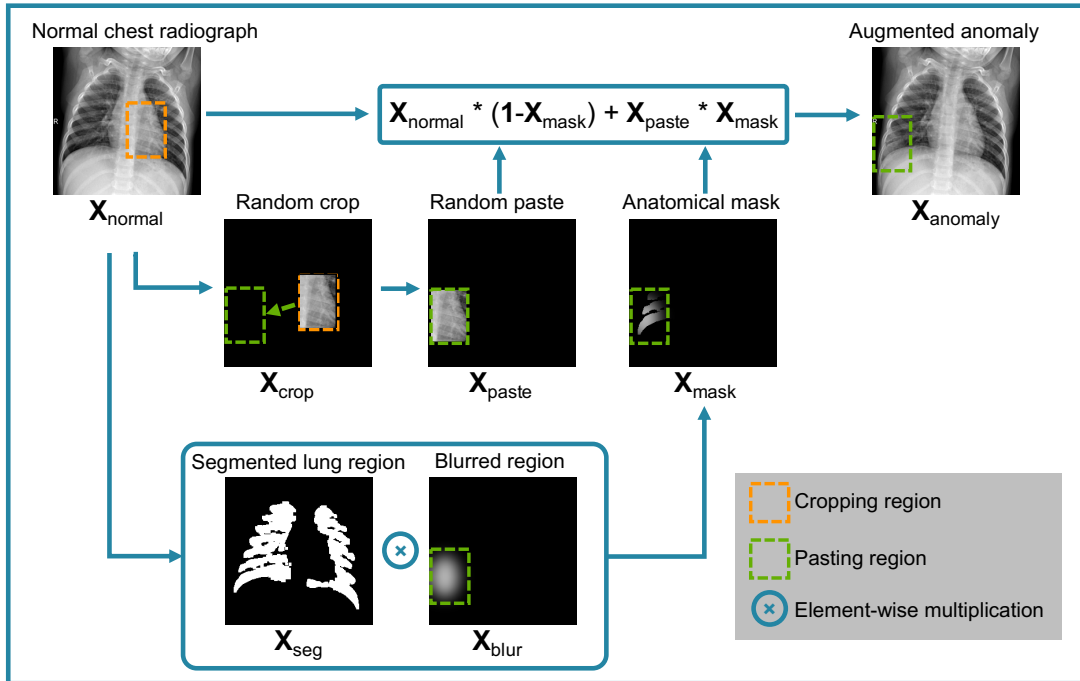 Normal chest radiograph
Augmented anomaly
R
X_normal * (1-X_mask) + X_paste * X_mask
R
X_normal
Random crop
Random paste
Anatomical mask
X_anomaly
X_crop
X_paste
X_mask
Segmented lung region
Blurred region
X_seg
X_blur
Cropping region
Pasting region
Element-wise multiplication